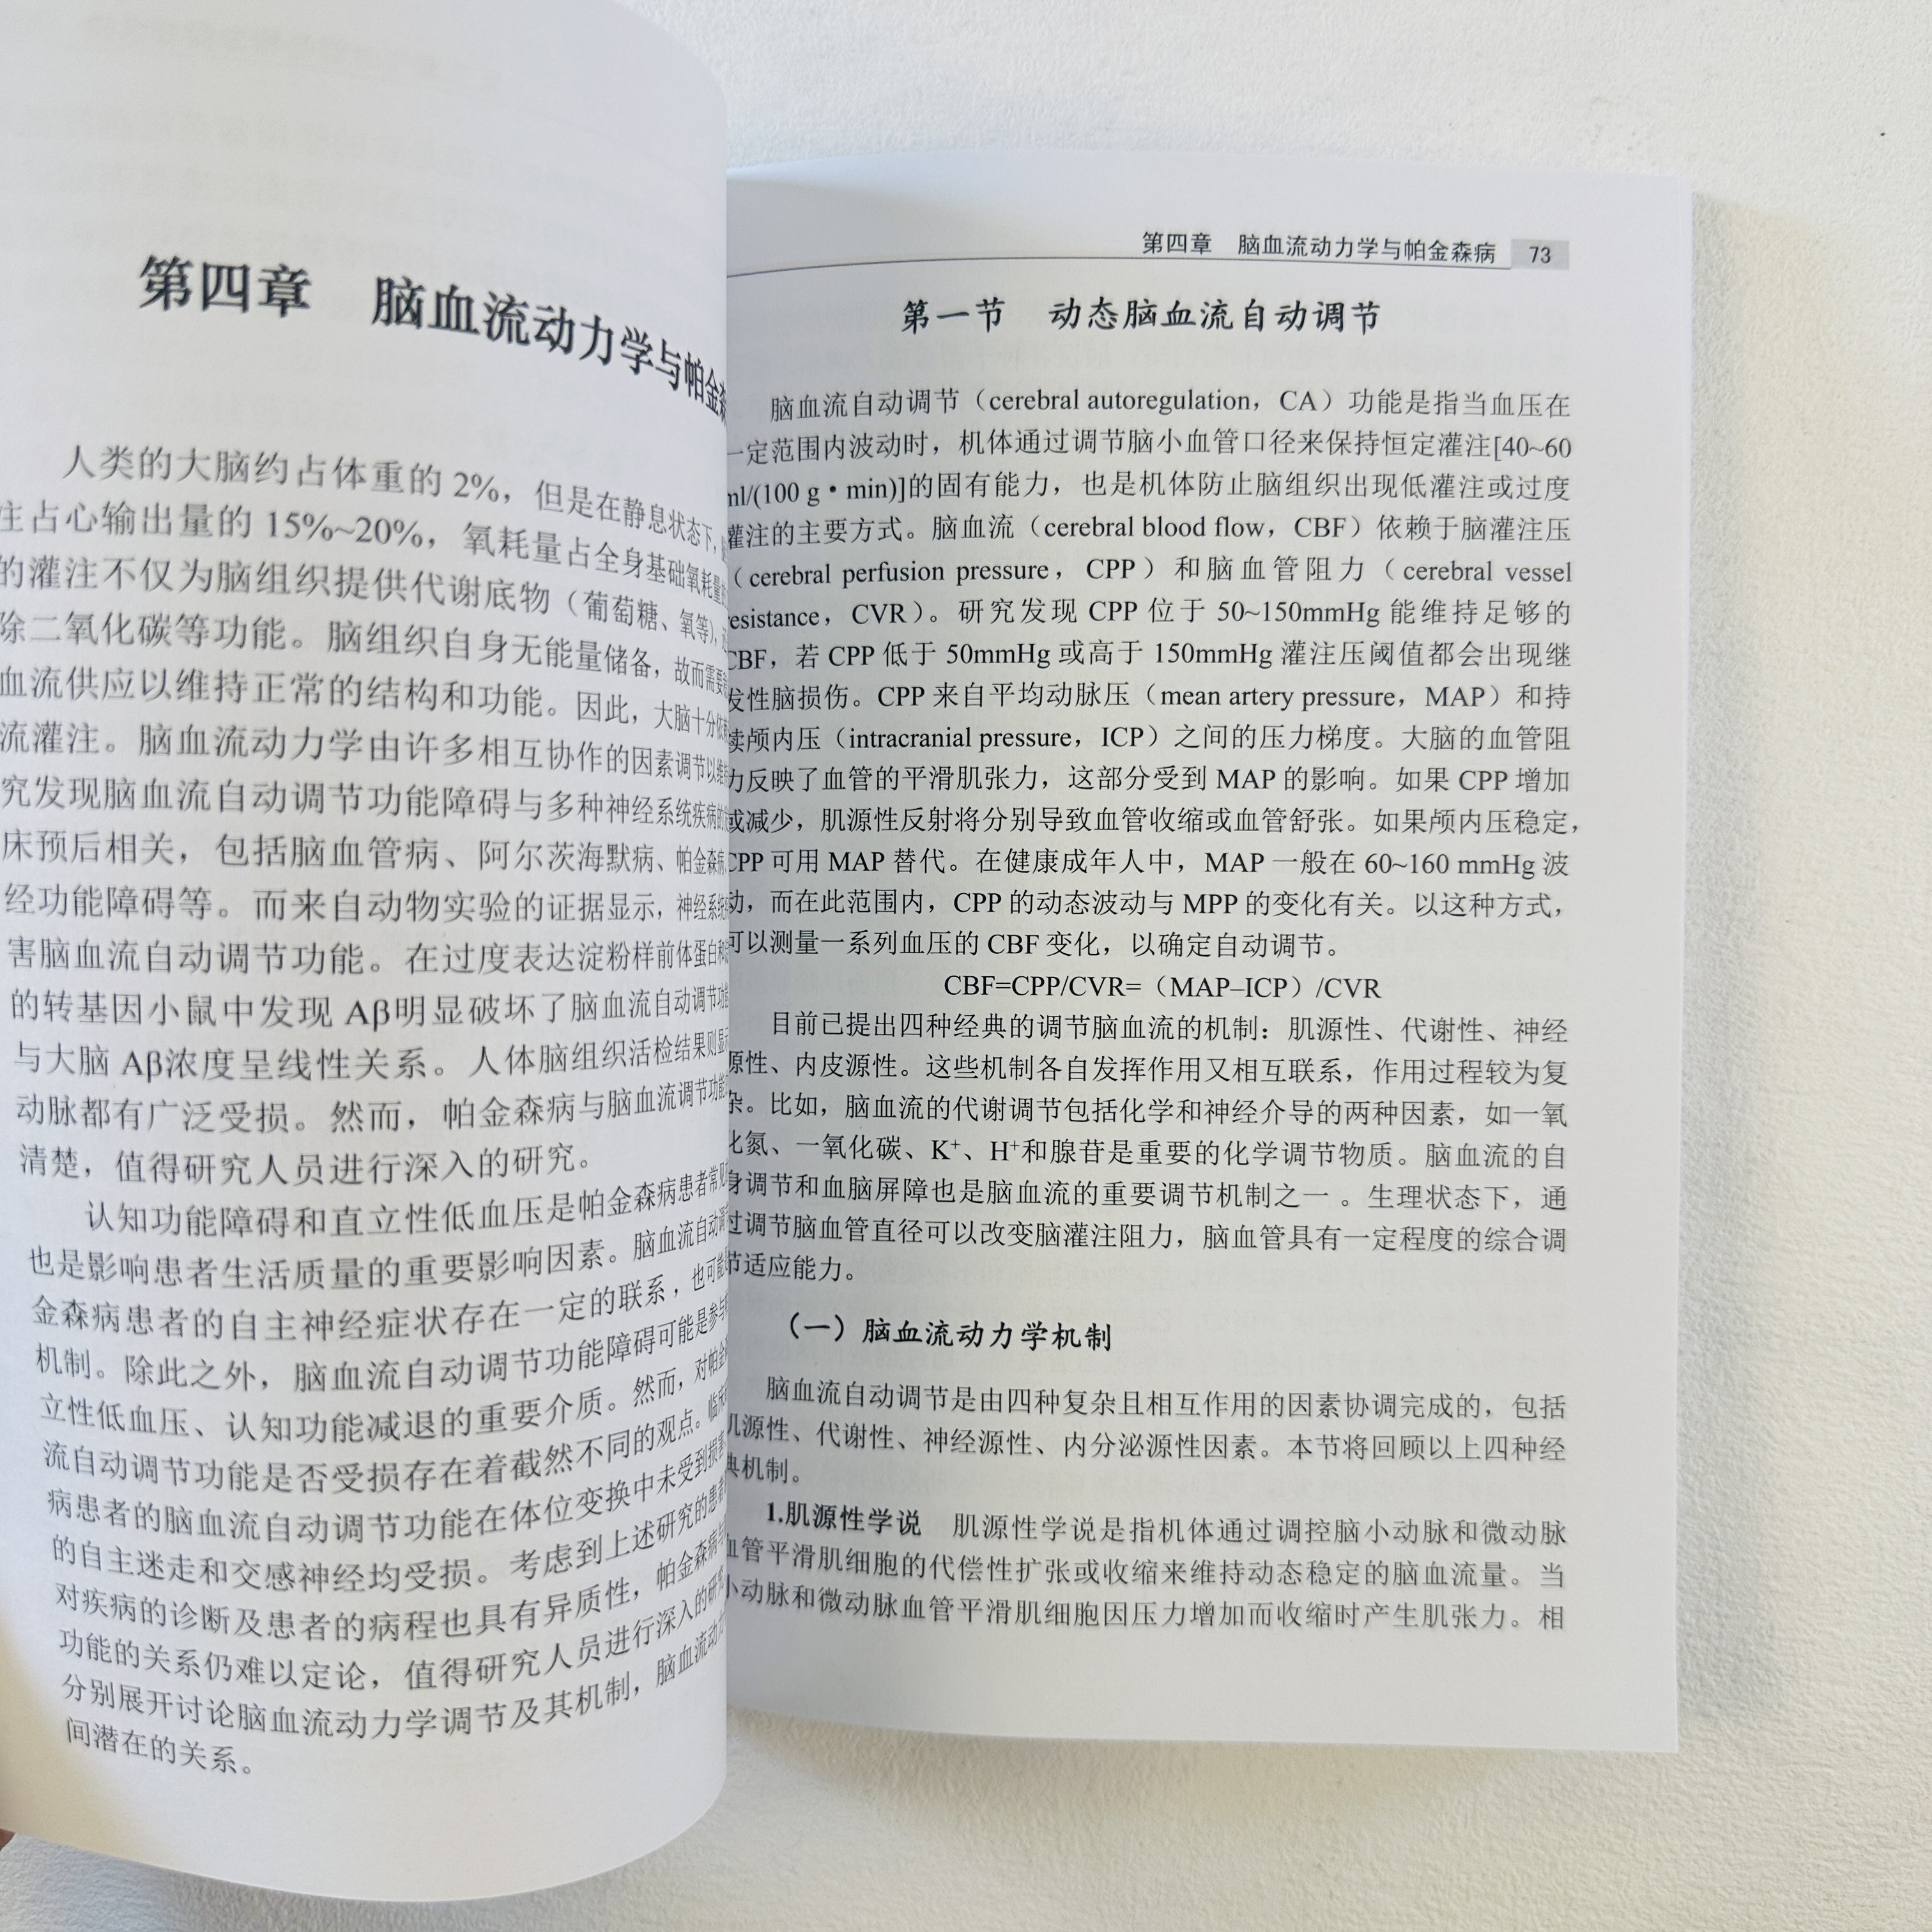 第四章 脑血流动力学与帕金
人类的大脑约占体重的 2%，但是在静息状态下，
注占心输出量的 15%~20%，氧耗量占全身基础氧耗量
的灌注不仅为脑组织提供代谢底物（葡萄糖、氧等），
除二氧化碳等功能。脑组织自身无能量储备，故而需要
血流供应以维持正常的结构和功能。因此，大脑十分依
流灌注。脑血流动力学由许多相互协作的因素调节以维
究发现脑血流自动调节功能障碍与多种神经系统疾病的
床预后相关，包括脑血管病、阿尔茨海默病、帕金森病
经功能障碍等。而来自动物实验的证据显示，神经系统
害脑血流自动调节功能。在过度表达淀粉样前体蛋白和
的转基因小鼠中发现 Aβ明显破坏了脑血流自动调节功
与大脑 Aβ浓度呈线性关系。人体脑组织活检结果则显
动脉都有广泛受损。然而，帕金森病与脑血流调节功能
清楚，值得研究人员进行深入的研究。
认知功能障碍和直立性低血压是帕金森病患者常见
也是影响患者生活质量的重要影响因素。脑血流自动调
金森病患者的自主神经症状存在一定的联系，也可能
机制。除此之外，脑血流自动调节功能障碍可能是参与
立性低血压、认知功能减退的重要介质。然而，对帕金
流自动调节功能是否受损存在着截然不同的观点。临床
病患者的脑血流自动调节功能在体位变换中未受到损害
的自主迷走和交感神经均受损。考虑到上述研究的患者
对疾病的诊断及患者的病程也具有异质性，帕金森病与
功能的关系仍难以定论，值得研究人员进行深入的研究
分别展开讨论脑血流动力学调节及其机制，脑血流动力
间潜在的关系。
第四章 脑血流动力学与帕金森病 73
第一节 动态脑血流自动调节
脑血流自动调节（cerebral autoregulation，CA）功能是指当血压在
一定范围内波动时，机体通过调节脑小血管口径来保持恒定灌注[40~60
ml/(100 g·min)]的固有能力，也是机体防止脑组织出现低灌注或过度
灌注的主要方式。脑血流（cerebral blood flow，CBF）依赖于脑灌注压
（cerebral perfusion pressure，CPP）和脑血管阻力（cerebral vessel
resistance，CVR）。研究发现 CPP 位于 50~150mmHg 能维持足够的
CBF，若 CPP 低于 50mmHg 或高于 150mmHg 灌注压阈值都会出现继
发性脑损伤。CPP 来自平均动脉压（mean artery pressure，MAP）和持
续颅内压（intracranial pressure，ICP）之间的压力梯度。大脑的血管阻
力反映了血管的平滑肌张力，这部分受到 MAP 的影响。如果 CPP 增加
或减少，肌源性反射将分别导致血管收缩或血管舒张。如果颅内压稳定，
CPP 可用 MAP 替代。在健康成年人中，MAP 一般在 60~160 mmHg 波
动，而在此范围内，CPP 的动态波动与 MPP 的变化有关。以这种方式，
可以测量一系列血压的 CBF 变化，以确定自动调节。
CBF=CPP/CVR=（MAP–ICP）/CVR
目前已提出四种经典的调节脑血流的机制：肌源性、代谢性、神经
源性、内皮源性。这些机制各自发挥作用又相互联系，作用过程较为复
杂。比如，脑血流的代谢调节包括化学和神经介导的两种因素，如一氧
化氮、一氧化碳、K⁺、H⁺和腺苷是重要的化学调节物质。脑血流的自
身调节和血脑屏障也是脑血流的重要调节机制之一 。生理状态下，通
过调节脑血管直径可以改变脑灌注阻力，脑血管具有一定程度的综合调
节适应能力。
（一）脑血流动力学机制
脑血流自动调节是由四种复杂且相互作用的因素协调完成的，包括
肌源性、代谢性、神经源性、内分泌源性因素。本节将回顾以上四种经
典机制。
1.肌源性学说 肌源性学说是指机体通过调控脑小动脉和微动脉
血管平滑肌细胞的代偿性扩张或收缩来维持动态稳定的脑血流量。当
小动脉和微动脉血管平滑肌细胞因压力增加而收缩时产生肌张力。相